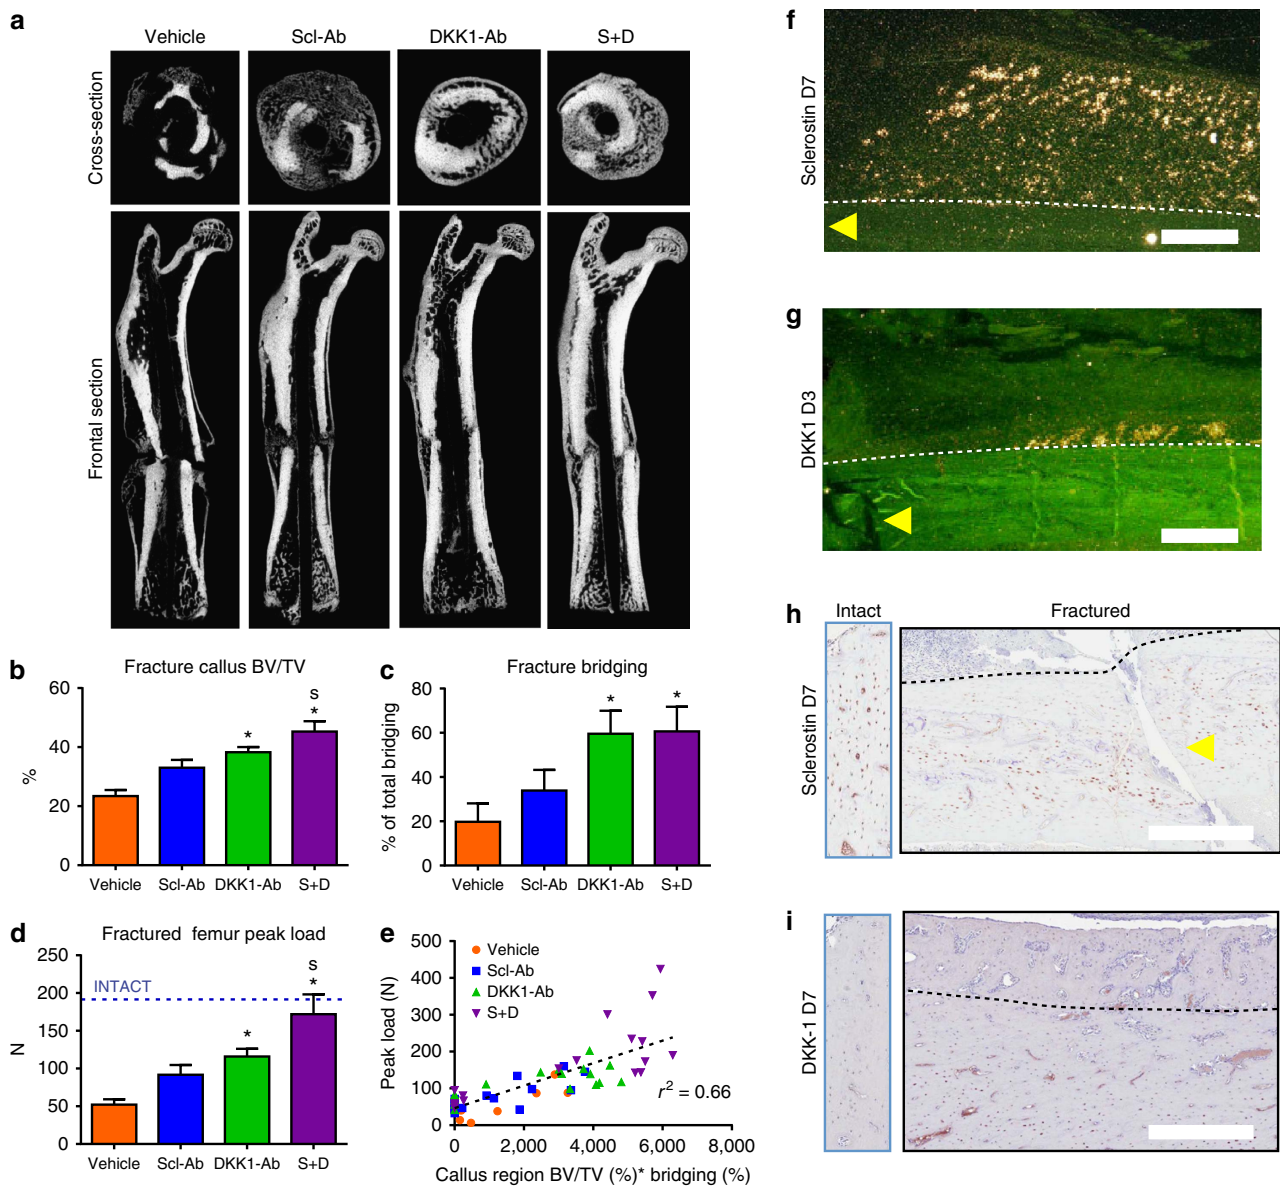 a
Vehicle
Scl-Ab
DKK1-Ab
S+D
Cross-section
Frontal section
b
Fracture callus BV/TV
%
60
40
20
0
*
S
*
Vehicle
Scl-Ab
DKK1-Ab
S+D
c
Fracture bridging
% of total bridging
80
60
40
20
0
*
*
Vehicle
Scl-Ab
DKK1-Ab
S+D
d
Fractured femur peak load
N
250
200
150
100
50
0
INTACT
*
S
*
Vehicle
Scl-Ab
DKK1-Ab
S+D
e
Peak load (N)
500
400
300
200
100
0
Vehicle
Scl-Ab
DKK1-Ab
S+D
r² = 0.66
0
2,000
4,000
6,000
8,000
Callus region BV/TV (%)* bridging (%)
f
Sclerostin D7
g
DKK1 D3
h
Intact
Fractured
Sclerostin D7
i
DKK-1 D7